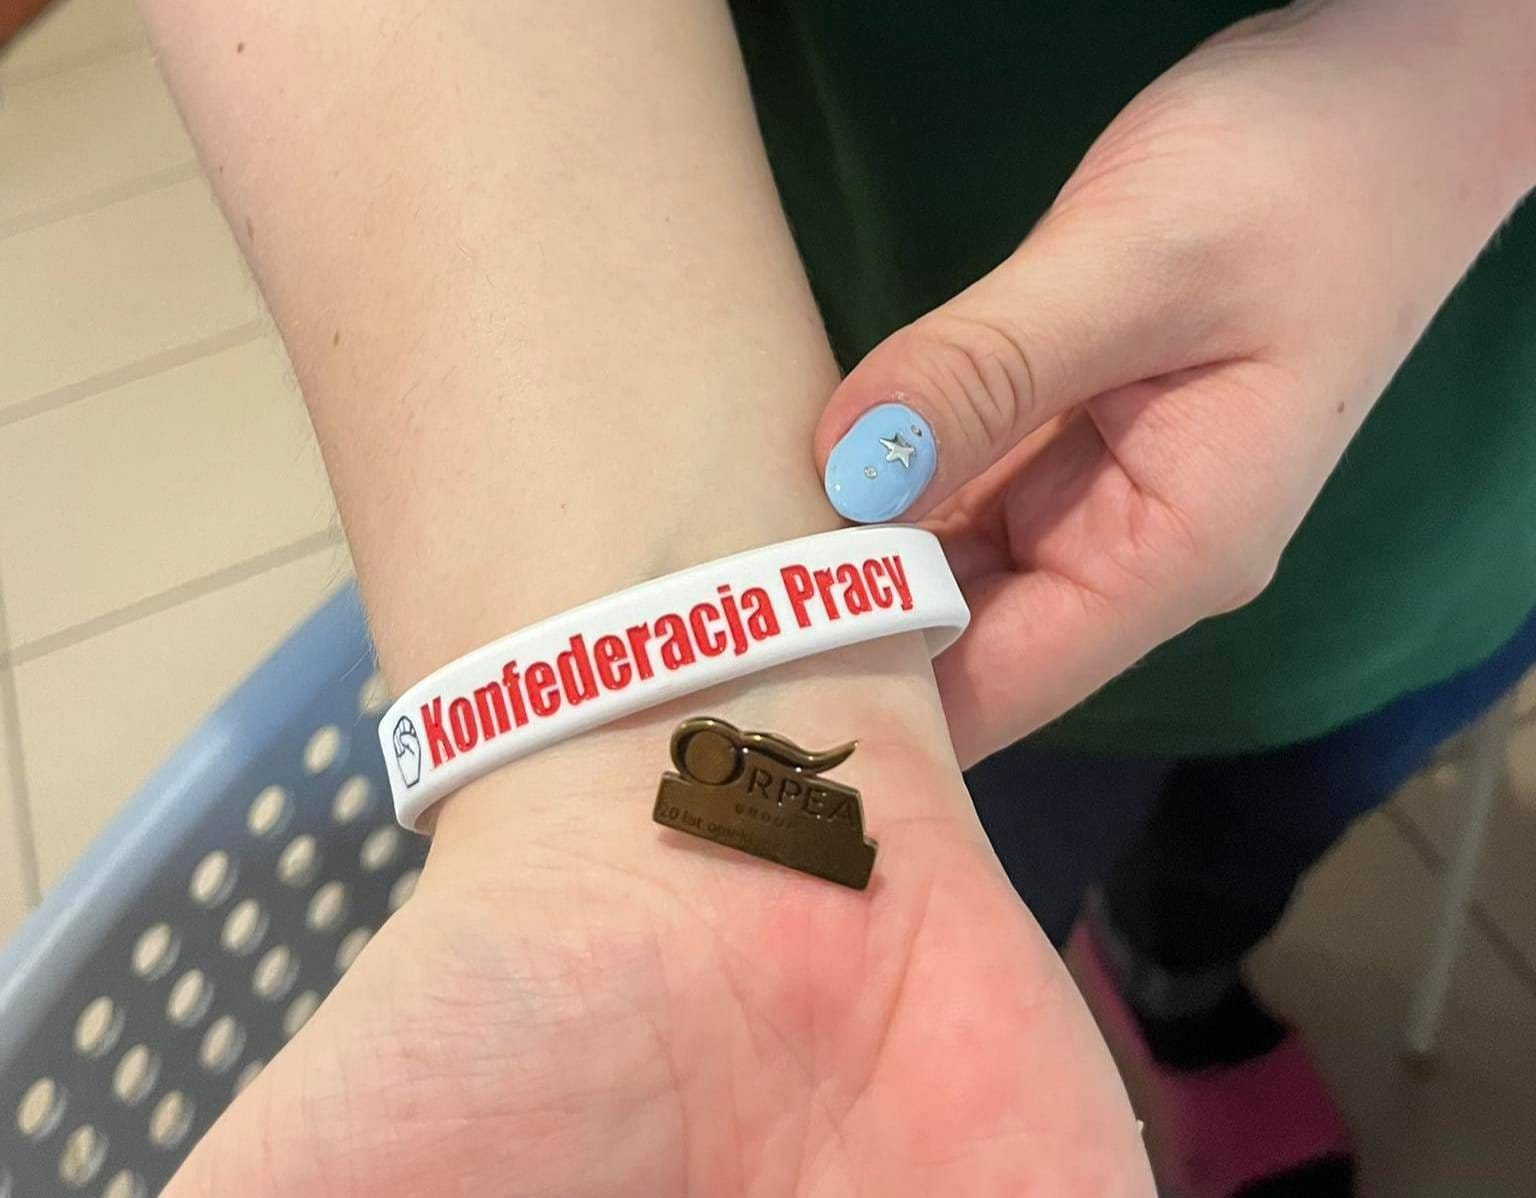 Konfederacja Pracy
ORPEA
GROUP
20 lat opieki